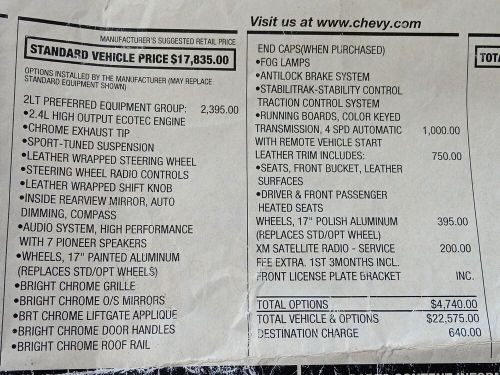 Visit us at www.chevy.com
MANUFACTURER'S SUGGESTED RETAIL PRICE
STANDARD VEHICLE PRICE $17,835.00
OPTIONS INSTALLED BY THE MANUFACTURER (MAY REPLACE
STANDARD EQUIPMENT SHOWN)
2LT PREFERRED EQUIPMENT GROUP: 2,395.00
•2.4L HIGH OUTPUT ECOTEC ENGINE
•CHROME EXHAUST TIP
•SPORT-TUNED SUSPENSION
•LEATHER WRAPPED STEERING WHEEL
•STEERING WHEEL RADIO CONTROLS
•LEATHER WRAPPED SHIFT KNOB
•INSIDE REARVIEW MIRROR, AUTO
DIMMING, COMPASS
•AUDIO SYSTEM, HIGH PERFORMANCE
WITH 7 PIONEER SPEAKERS
•WHEELS, 17" PAINTED ALUMINUM
(REPLACES STD/OPT WHEELS)
•BRIGHT CHROME GRILLE
•BRIGHT CHROME O/S MIRRORS
•BRT CHROME LIFTGATE APPLIQUE
•BRIGHT CHROME DOOR HANDLES
•BRIGHT CHROME ROOF RAIL
END CAPS(WHEN PURCHASED)
•FOG LAMPS
•ANTILOCK BRAKE SYSTEM
•STABILITRAK-STABILITY CONTROL
TRACTION CONTROL SYSTEM
•RUNNING BOARDS, COLOR KEYED
TRANSMISSION, 4 SPD AUTOMATIC 1,000.00
WITH REMOTE VEHICLE START
LEATHER TRIM INCLUDES: 750.00
•SEATS, FRONT BUCKET, LEATHER
SURFACES
•DRIVER & FRONT PASSENGER
HEATED SEATS
WHEELS, 17" POLISH ALUMINUM 395.00
(REPLACES STD/OPT WHEELS)
XM SATELLITE RADIO - SERVICE 200.00
FEE EXTRA. 1ST 3MONTHS INCL.
FRONT LICENSE PLATE BRACKET INC.
TOTAL OPTIONS $4,740.00
TOTAL VEHICLE & OPTIONS $22,575.00
DESTINATION CHARGE 640.00